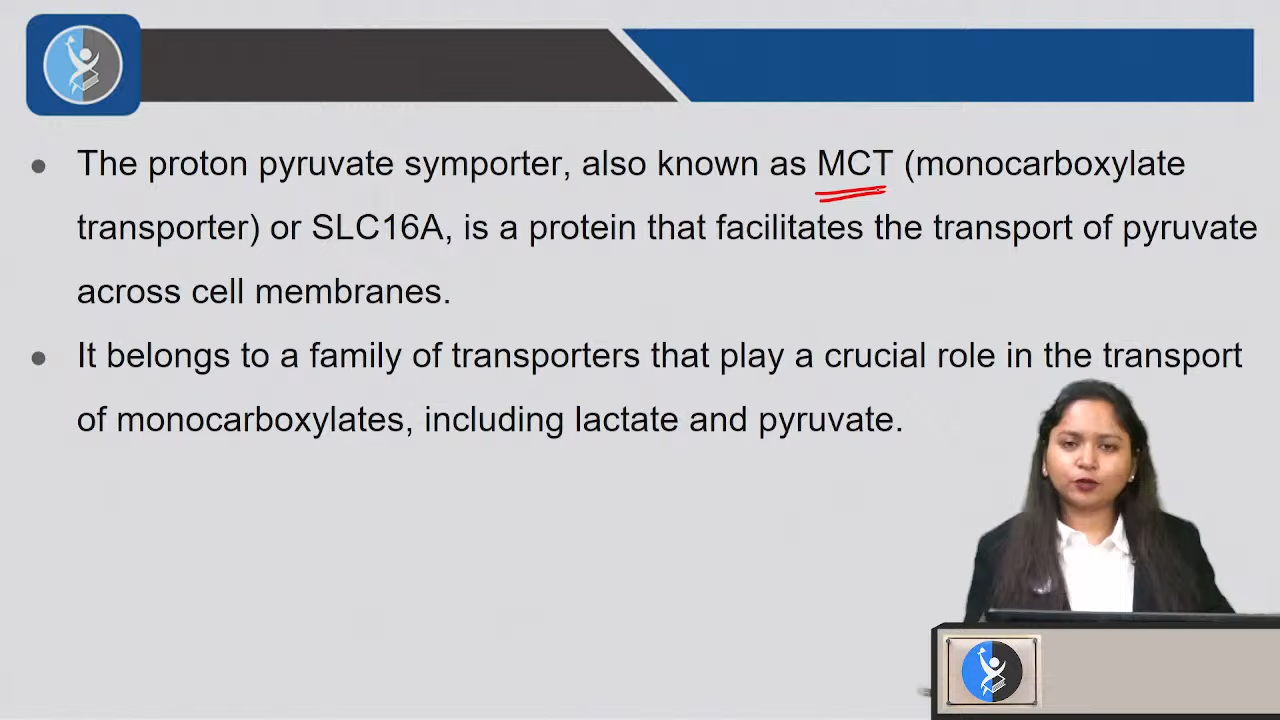 The proton pyruvate symporter, also known as MCT (monocarboxylate
transporter) or SLC16A, is a protein that facilitates the transport of pyruvate
across cell membranes.
It belongs to a family of transporters that play a crucial role in the transport
of monocarboxylates, including lactate and pyruvate.